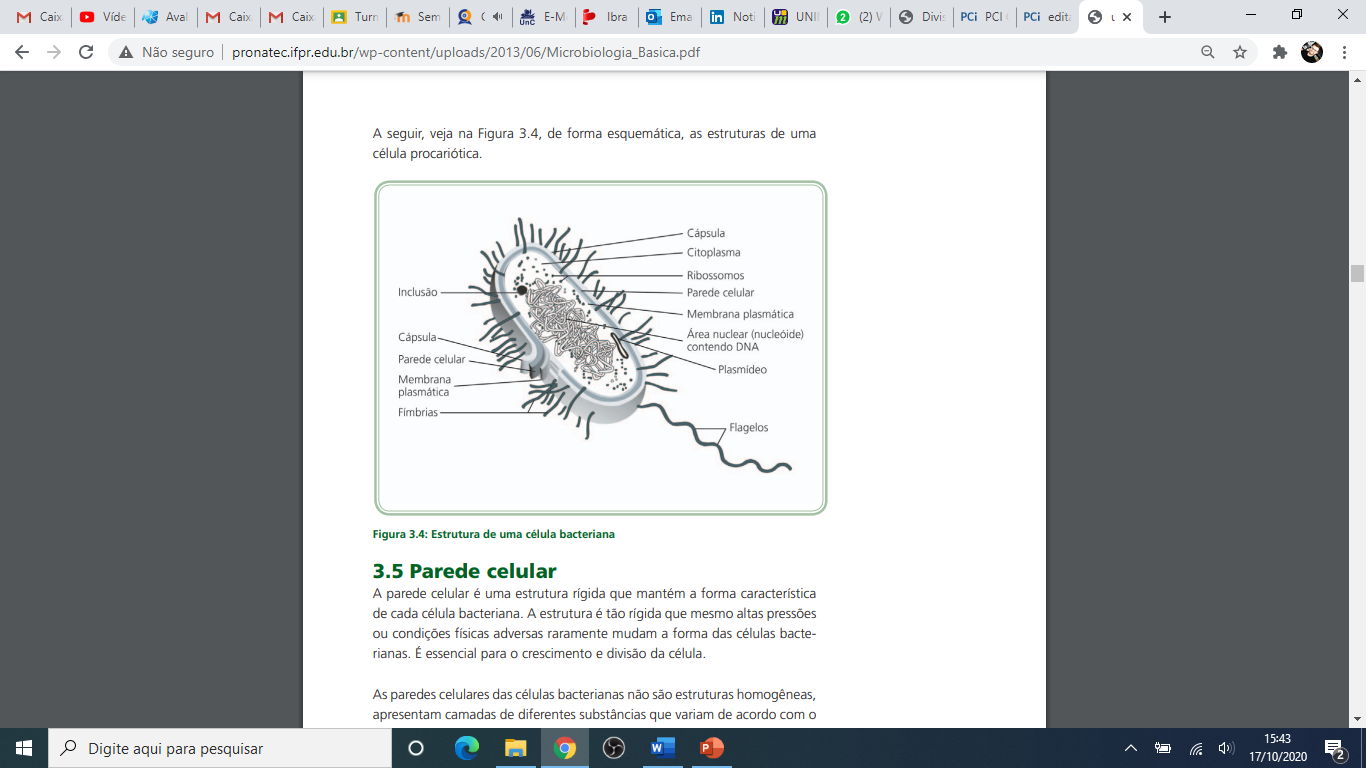 Caix
Víde
Aval
Caix
Caix
Turn
Sem
E-M
Ibra
Ema
Noti
UNII
(2) V
Divis
PCI
edit
Não seguro
pronatec.ifpr.edu.br/wp-content/uploads/2013/06/Microbiologia_Basica.pdf
A seguir, veja na Figura 3.4, de forma esquemática, as estruturas de uma
célula procariótica.
Cápsula
Citoplasma
Ribossomos
Parede celular
Membrana plasmática
Área nuclear (nucleóide)
contendo DNA
Plasmídeo
Flagelos
Inclusão
Cápsula
Parede celular
Membrana
plasmática
Fímbrias
Figura 3.4: Estrutura de uma célula bacteriana
3.5 Parede celular
A parede celular é uma estrutura rígida que mantém a forma característica
de cada célula bacteriana. A estrutura é tão rígida que mesmo altas pressões
ou condições físicas adversas raramente mudam a forma das células bacte-
rianas. É essencial para o crescimento e divisão da célula.
As paredes celulares das células bacterianas não são estruturas homogêneas,
apresentam camadas de diferentes substâncias que variam de acordo com o
Digite aqui para pesquisar
15:43
17/10/2020
2